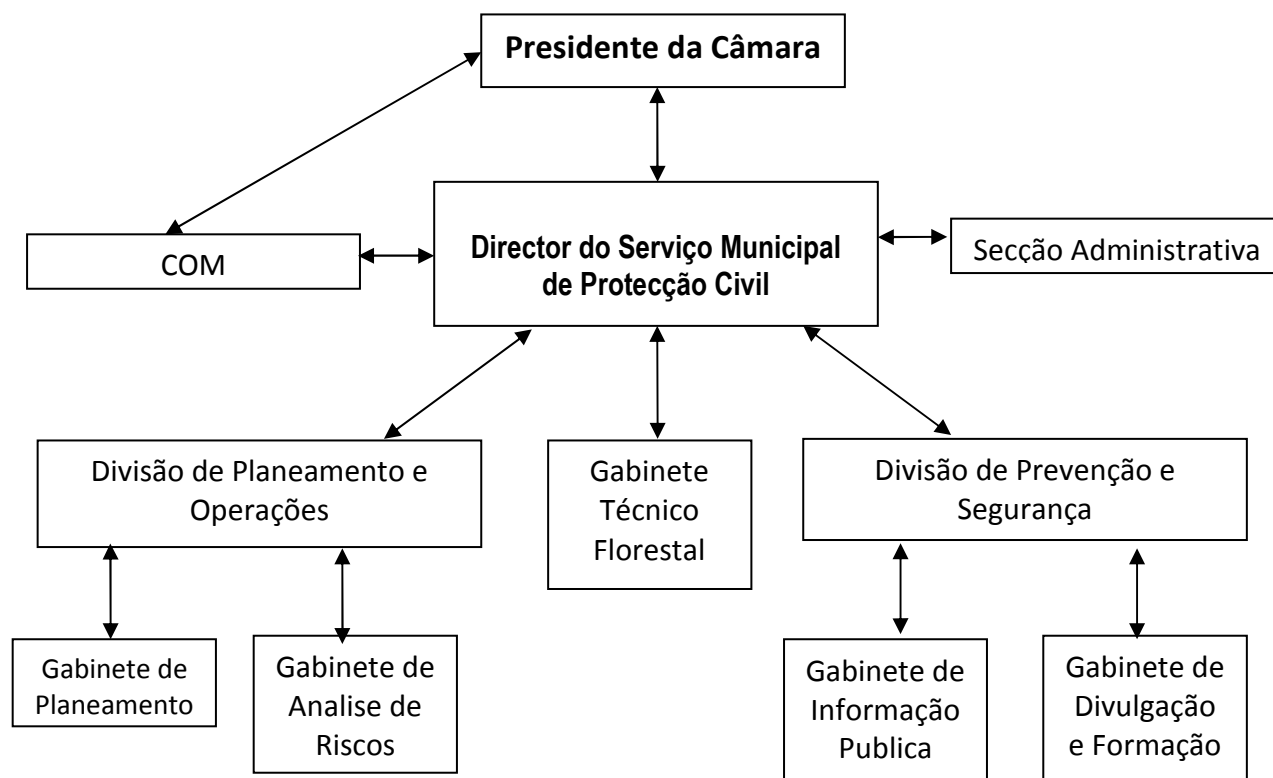 Presidente da Câmara
COM
Director do Serviço Municipal
de Protecção Civil
Secção Administrativa
Divisão de Planeamento e
Operações
Gabinete
Técnico
Florestal
Divisão de Prevenção e
Segurança
Gabinete de
Planeamento
Gabinete de
Analise de
Riscos
Gabinete de
Informação
Publica
Gabinete de
Divulgação
e Formação